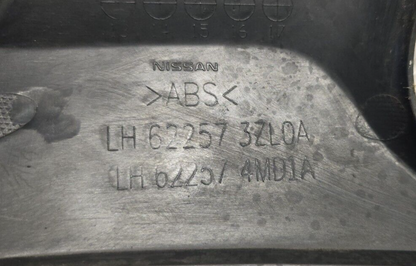 NISSAN
>ABS<
LH 62257 3ZL0A
LH 62257 4MD1A